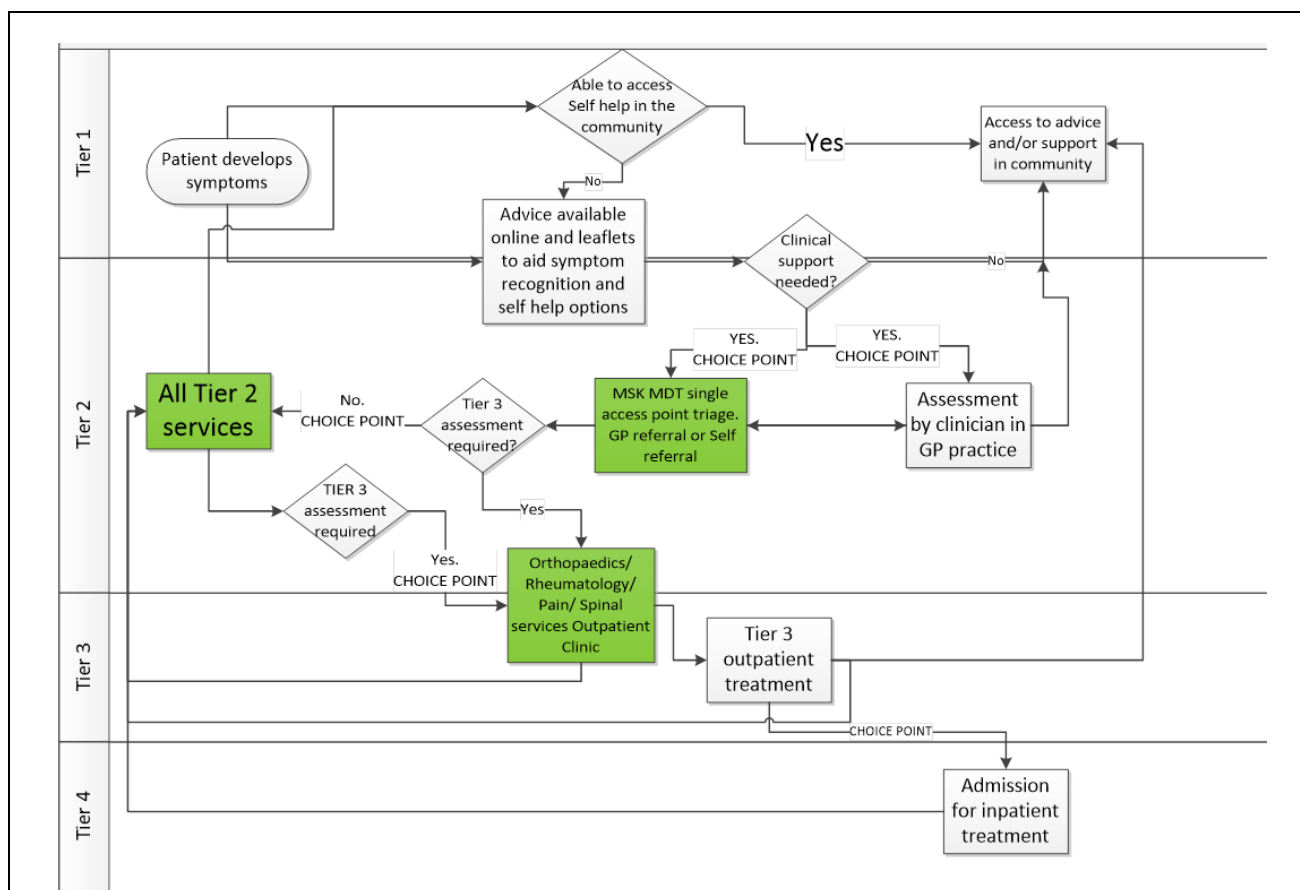 Tier 1
Patient develops
symptoms
Able to access
Self help in the
community
Yes
Access to advice
and/or support
in community
No
Advice available
online and leaflets
to aid symptom
recognition and
self help options
Clinical
support
needed?
No
Tier 2
YES.
CHOICE POINT
YES.
CHOICE POINT
All Tier 2
services
No.
CHOICE POINT
Tier 3
assessment
required?
MSK MDT single
access point triage.
GP referral or Self
referral
Assessment
by clinician in
GP practice
TIER 3
assessment
required
Yes
Yes.
CHOICE POINT
Orthopaedics/
Rheumatology/
Pain/ Spinal
services Outpatient
Clinic
Tier 3
Tier 3
outpatient
treatment
CHOICE POINT
Tier 4
Admission
for inpatient
treatment